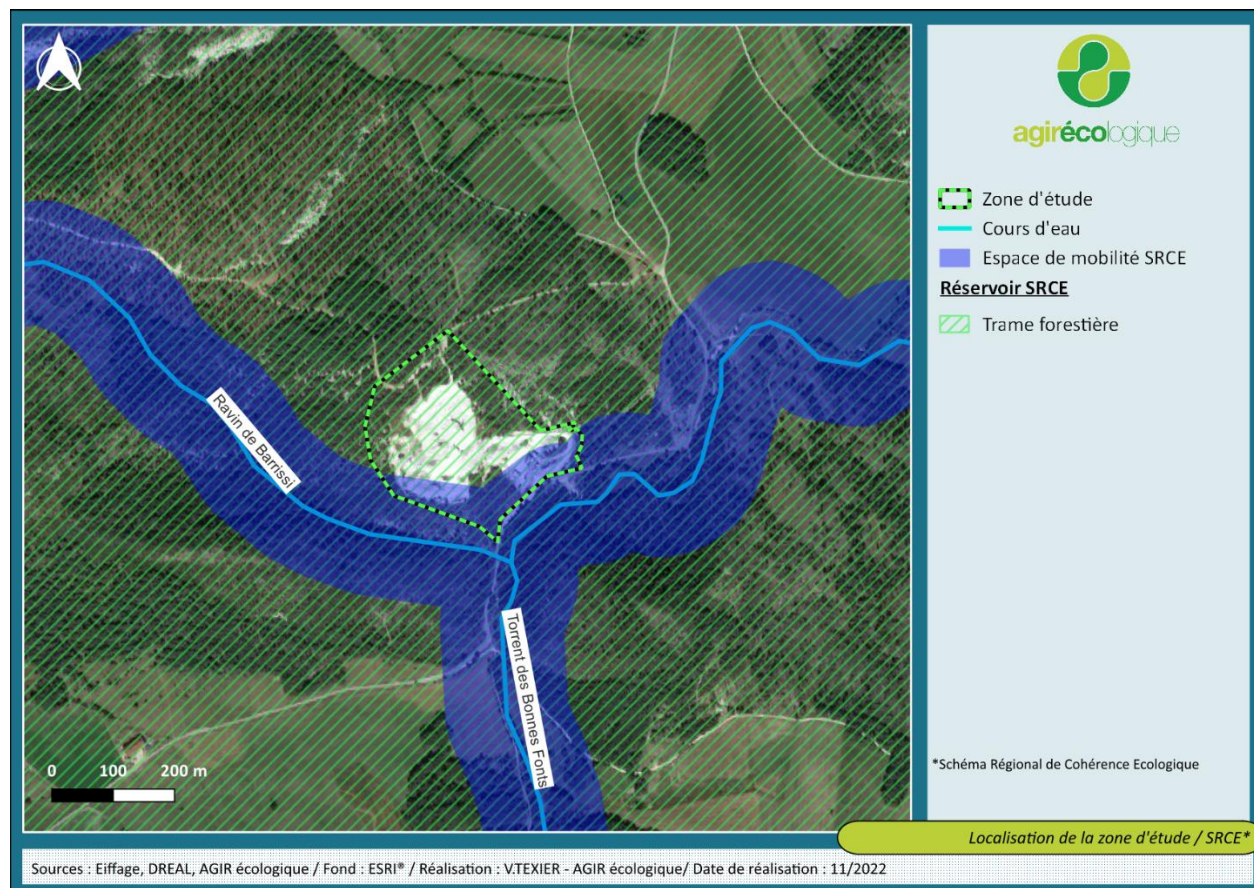 agirécologique
Zone d'étude
Cours d'eau
Espace de mobilité SRCE
Réservoir SRCE
Trame forestière
Ravin de Barrissi
Torrent des Bonnes Fonts
0 100 200 m
*Schéma Régional de Cohérence Ecologique
Localisation de la zone d'étude / SRCE*
Sources : Eiffage, DREAL, AGIR écologique / Fond : ESRI® / Réalisation : V.TEXIER - AGIR écologique/ Date de réalisation : 11/2022